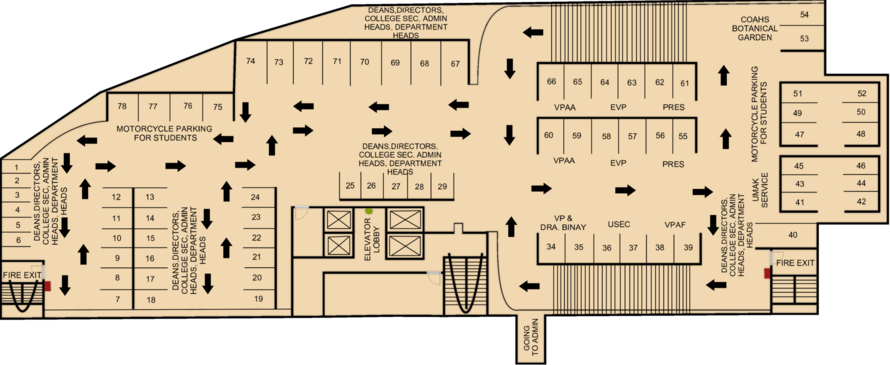 DEANS,DIRECTORS,
COLLEGE SEC, ADMIN
HEADS, DEPARTMENT
HEADS
COAHS
BOTANICAL
GARDEN
54
53
74
73
72
71
70
69
68
67
66
65
64
63
62
61
VPAA
EVP
PRES
78
77
76
75
MOTORCYCLE PARKING
FOR STUDENTS
60
59
58
57
56
55
VPAA
EVP
PRES
MOTORCYCLE PARKING
FOR STUDENTS
51
52
49
50
47
48
DEANS,DIRECTORS,
COLLEGE SEC, ADMIN
HEADS, DEPARTMENT
HEADS
25
26
27
28
29
1
2
3
4
5
6
DEANS,DIRECTORS,
COLLEGE SEC, ADMIN
HEADS, DEPARTMENT
HEADS
12
13
11
14
10
15
9
16
8
17
7
18
DEANS,DIRECTORS,
COLLEGE SEC, ADMIN
HEADS, DEPARTMENT
HEADS
24
23
22
21
20
19
ELEVATOR
LOBBY
UMAK
SERVICE
45
46
43
44
41
42
VP &
DRA. BINAY
USEC
VPAF
34
35
36
37
38
39
DEANS,DIRECTORS,
COLLEGE SEC, ADMIN
HEADS, DEPARTMENT
HEADS
40
FIRE EXIT
FIRE EXIT
GOING
TO ADMIN